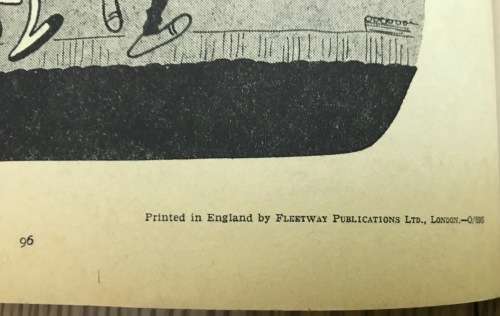 Printed in England by FLEETWAY PUBLICATIONS LTD., LONDON.
96